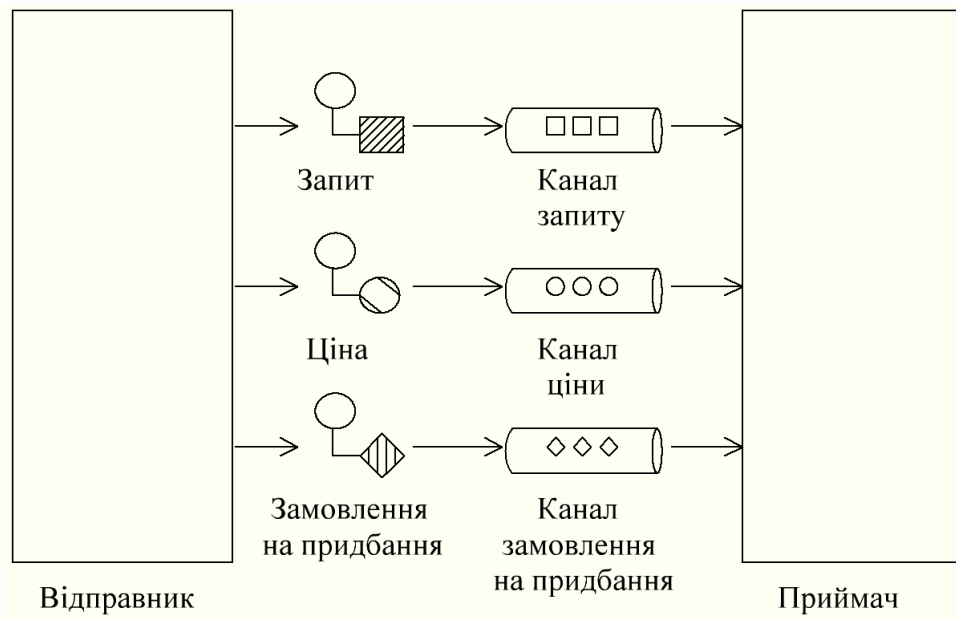 Запит
Канал
запиту
Ціна
Канал
ціни
Замовлення
на придбання
Канал
замовлення
на придбання
Відправник
Приймач